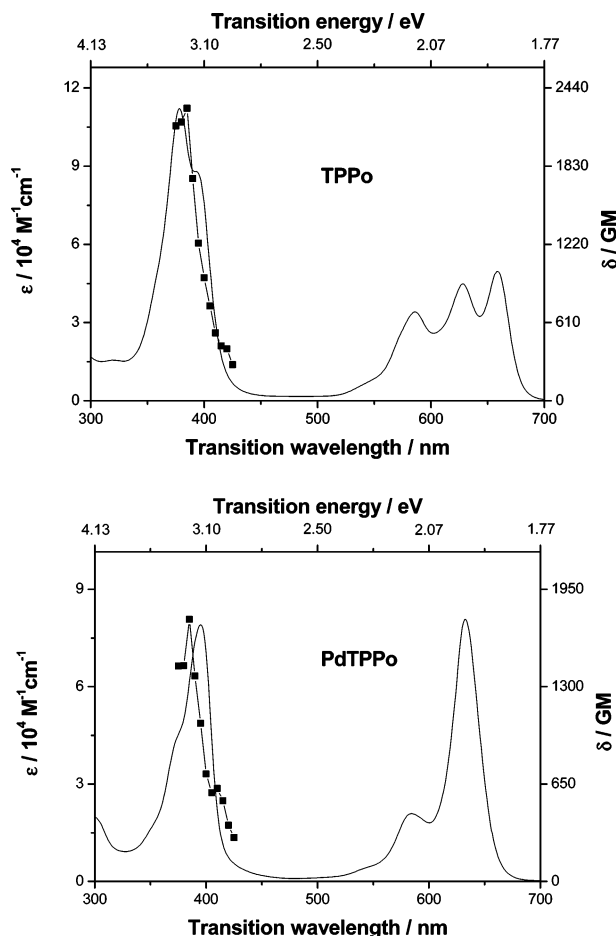 Transition energy / eV
4.13 3.10 2.50 2.07 1.77
12 2440
9 1830
6 1220
3 610
0 0
TPPo
ε / 10⁴ M⁻¹cm⁻¹
δ / GM
300 400 500 600 700
Transition wavelength / nm
Transition energy / eV
4.13 3.10 2.50 2.07 1.77
9 1950
6 1300
3 650
0 0
PdTPPo
ε / 10⁴ M⁻¹cm⁻¹
δ / GM
300 400 500 600 700
Transition wavelength / nm